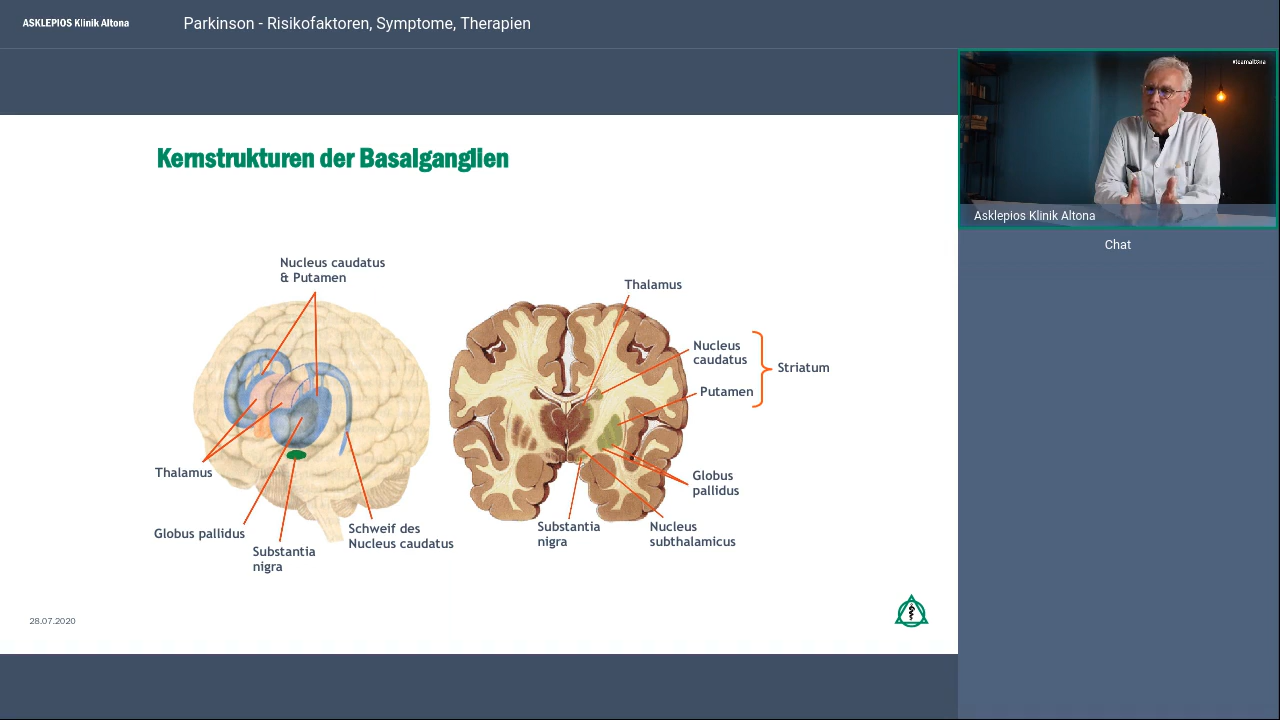 ASKLEPIOS Klinik Altona
Parkinson - Risikofaktoren, Symptome, Therapien
#teamaltona
Asklepios Klinik Altona
Chat
Kernstrukturen der Basalganglien
Nucleus caudatus
& Putamen
Thalamus
Globus pallidus
Substantia
nigra
Schweif des
Nucleus caudatus
Thalamus
Nucleus
caudatus
Putamen
Striatum
Globus
pallidus
Substantia
nigra
Nucleus
subthalamicus
28.07.2020